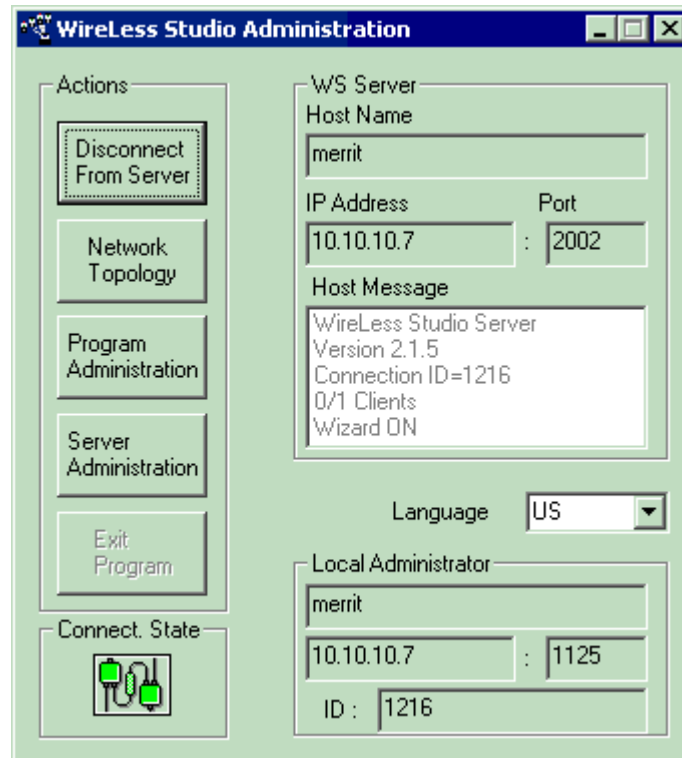 WireLess Studio Administration
Actions
Disconnect
From Server
Network
Topology
Program
Administration
Server
Administration
Exit
Program
Connect. State
WS Server
Host Name
merrit
IP Address Port
10.10.10.7 : 2002
Host Message
WireLess Studio Server
Version 2.1.5
Connection ID=1216
0/1 Clients
Wizard ON
Language US
Local Administrator
merrit
10.10.10.7 : 1125
ID : 1216